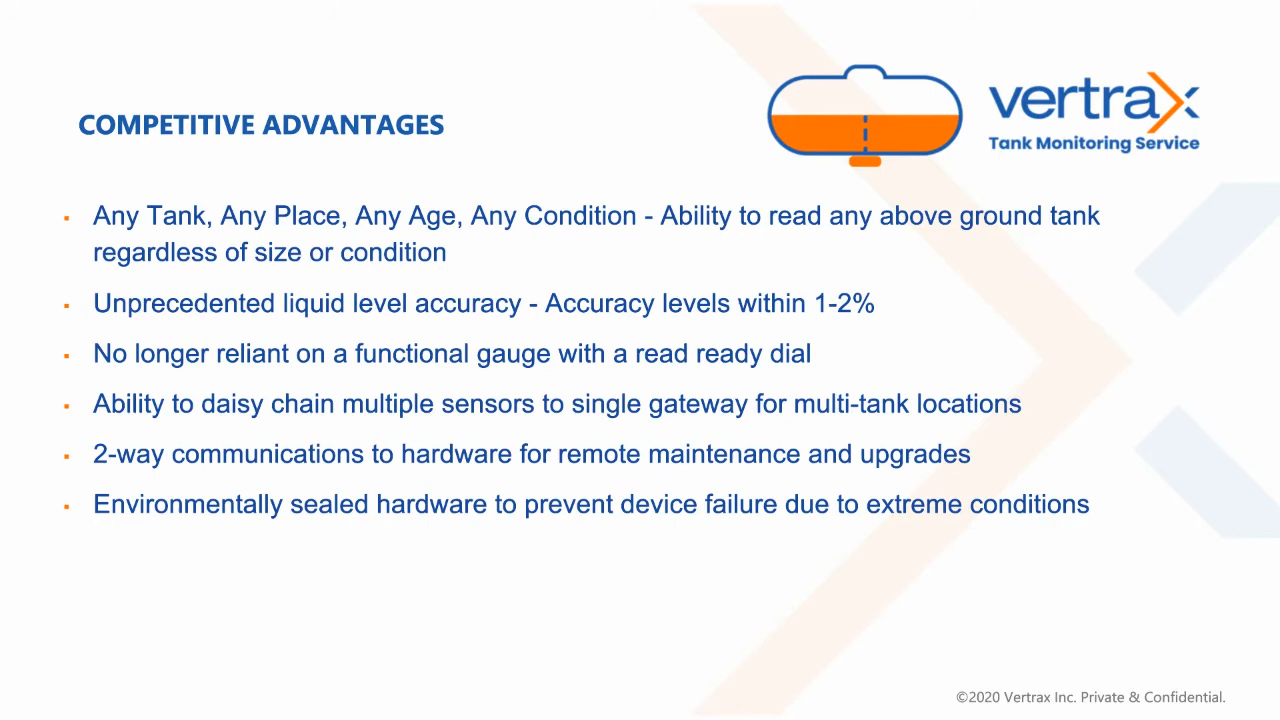 COMPETITIVE ADVANTAGES
vertrax
Tank Monitoring Service
▪ Any Tank, Any Place, Any Age, Any Condition - Ability to read any above ground tank
regardless of size or condition
▪ Unprecedented liquid level accuracy - Accuracy levels within 1-2%
▪ No longer reliant on a functional gauge with a read ready dial
▪ Ability to daisy chain multiple sensors to single gateway for multi-tank locations
▪ 2-way communications to hardware for remote maintenance and upgrades
▪ Environmentally sealed hardware to prevent device failure due to extreme conditions
©2020 Vertrax Inc. Private & Confidential.